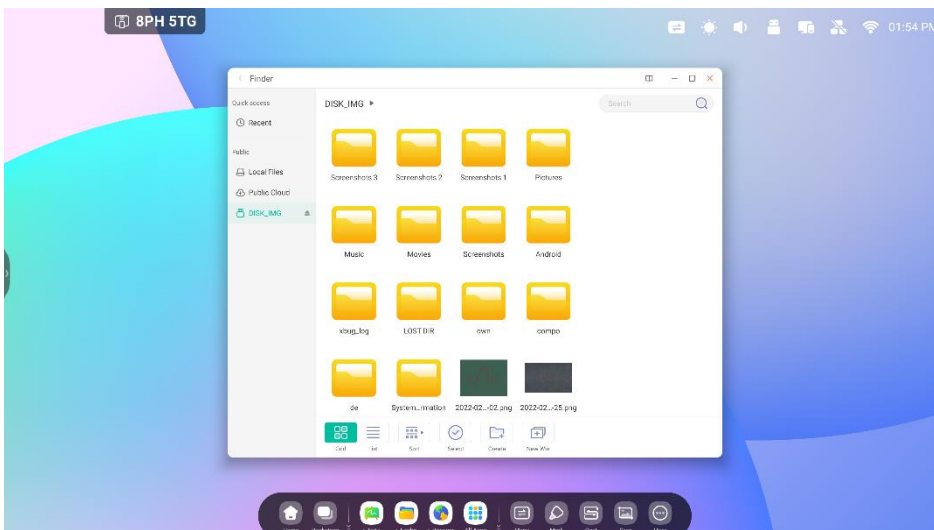 8PH 5TG
01:54 PM
Finder
Quick access
DISK_IMG
Search
Recent
Public
Local Files
Public Cloud
DISK_IMG
Screenshots 3 Screenshots 2 Screenshots 1 Pictures
Music Movies Screenshots Android
xbug_log LOST.DIR own compo
de System...rmation 2022-02...-02.png 2022-02...-25.png
Grid list Sort Select Create New Win